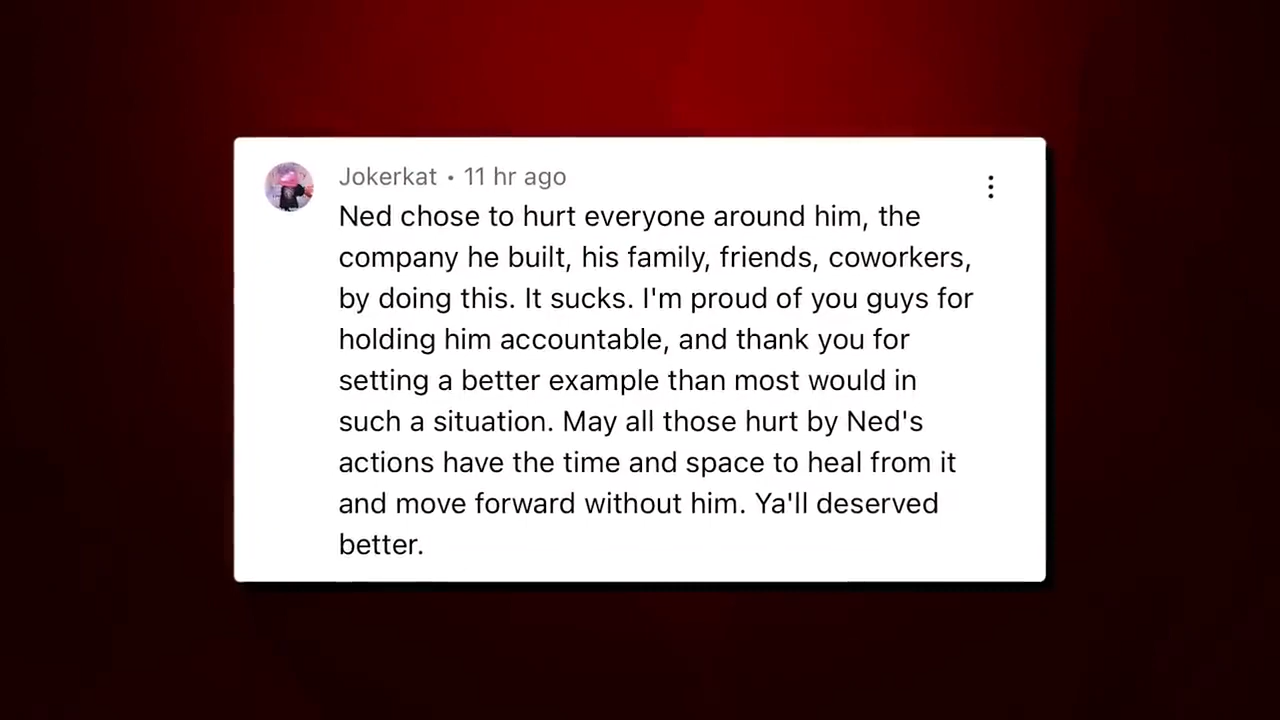 Jokerkat • 11 hr ago
Ned chose to hurt everyone around him, the
company he built, his family, friends, coworkers,
by doing this. It sucks. I'm proud of you guys for
holding him accountable, and thank you for
setting a better example than most would in
such a situation. May all those hurt by Ned's
actions have the time and space to heal from it
and move forward without him. Ya'll deserved
better.